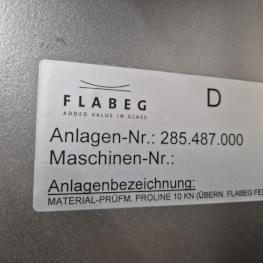 FLABEG
ADDED VALUE IN GLASS
D
Anlagen-Nr.: 285.487.000
Maschinen-Nr.:
Anlagenbezeichnung:
MATERIAL-PRÜFM. PROLINE 10 KN (ÜBERN. FLABEG FE